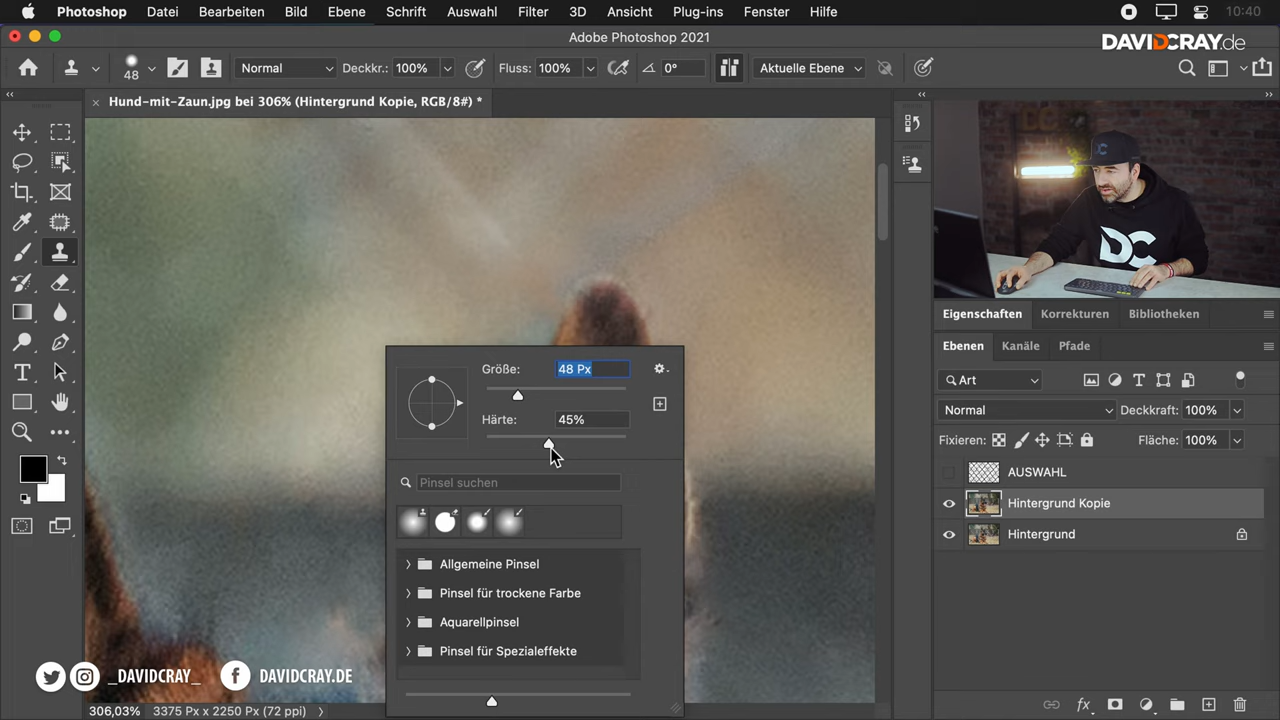 Photoshop Datei Bearbeiten Bild Ebene Schrift Auswahl Filter 3D Ansicht Plug-ins Fenster Hilfe 10:40
Adobe Photoshop 2021
DAVIDCRAY.de
48 Normal Deckkr.: 100% Fluss: 100% 0° Aktuelle Ebene
Hund-mit-Zaun.jpg bei 306% (Hintergrund Kopie, RGB/8#) *
DC
Eigenschaften Korrekturen Bibliotheken
Ebenen Kanäle Pfade
Art
Normal Deckkraft: 100%
Fixieren: Fläche: 100%
AUSWAHL
Hintergrund Kopie
Hintergrund
Größe: 48 Px
Härte: 45%
Pinsel suchen
Allgemeine Pinsel
Pinsel für trockene Farbe
Aquarellpinsel
Pinsel für Spezialeffekte
_DAVIDCRAY_ DAVIDCRAY.DE
306,03% 3375 Px x 2250 Px (72 ppi)